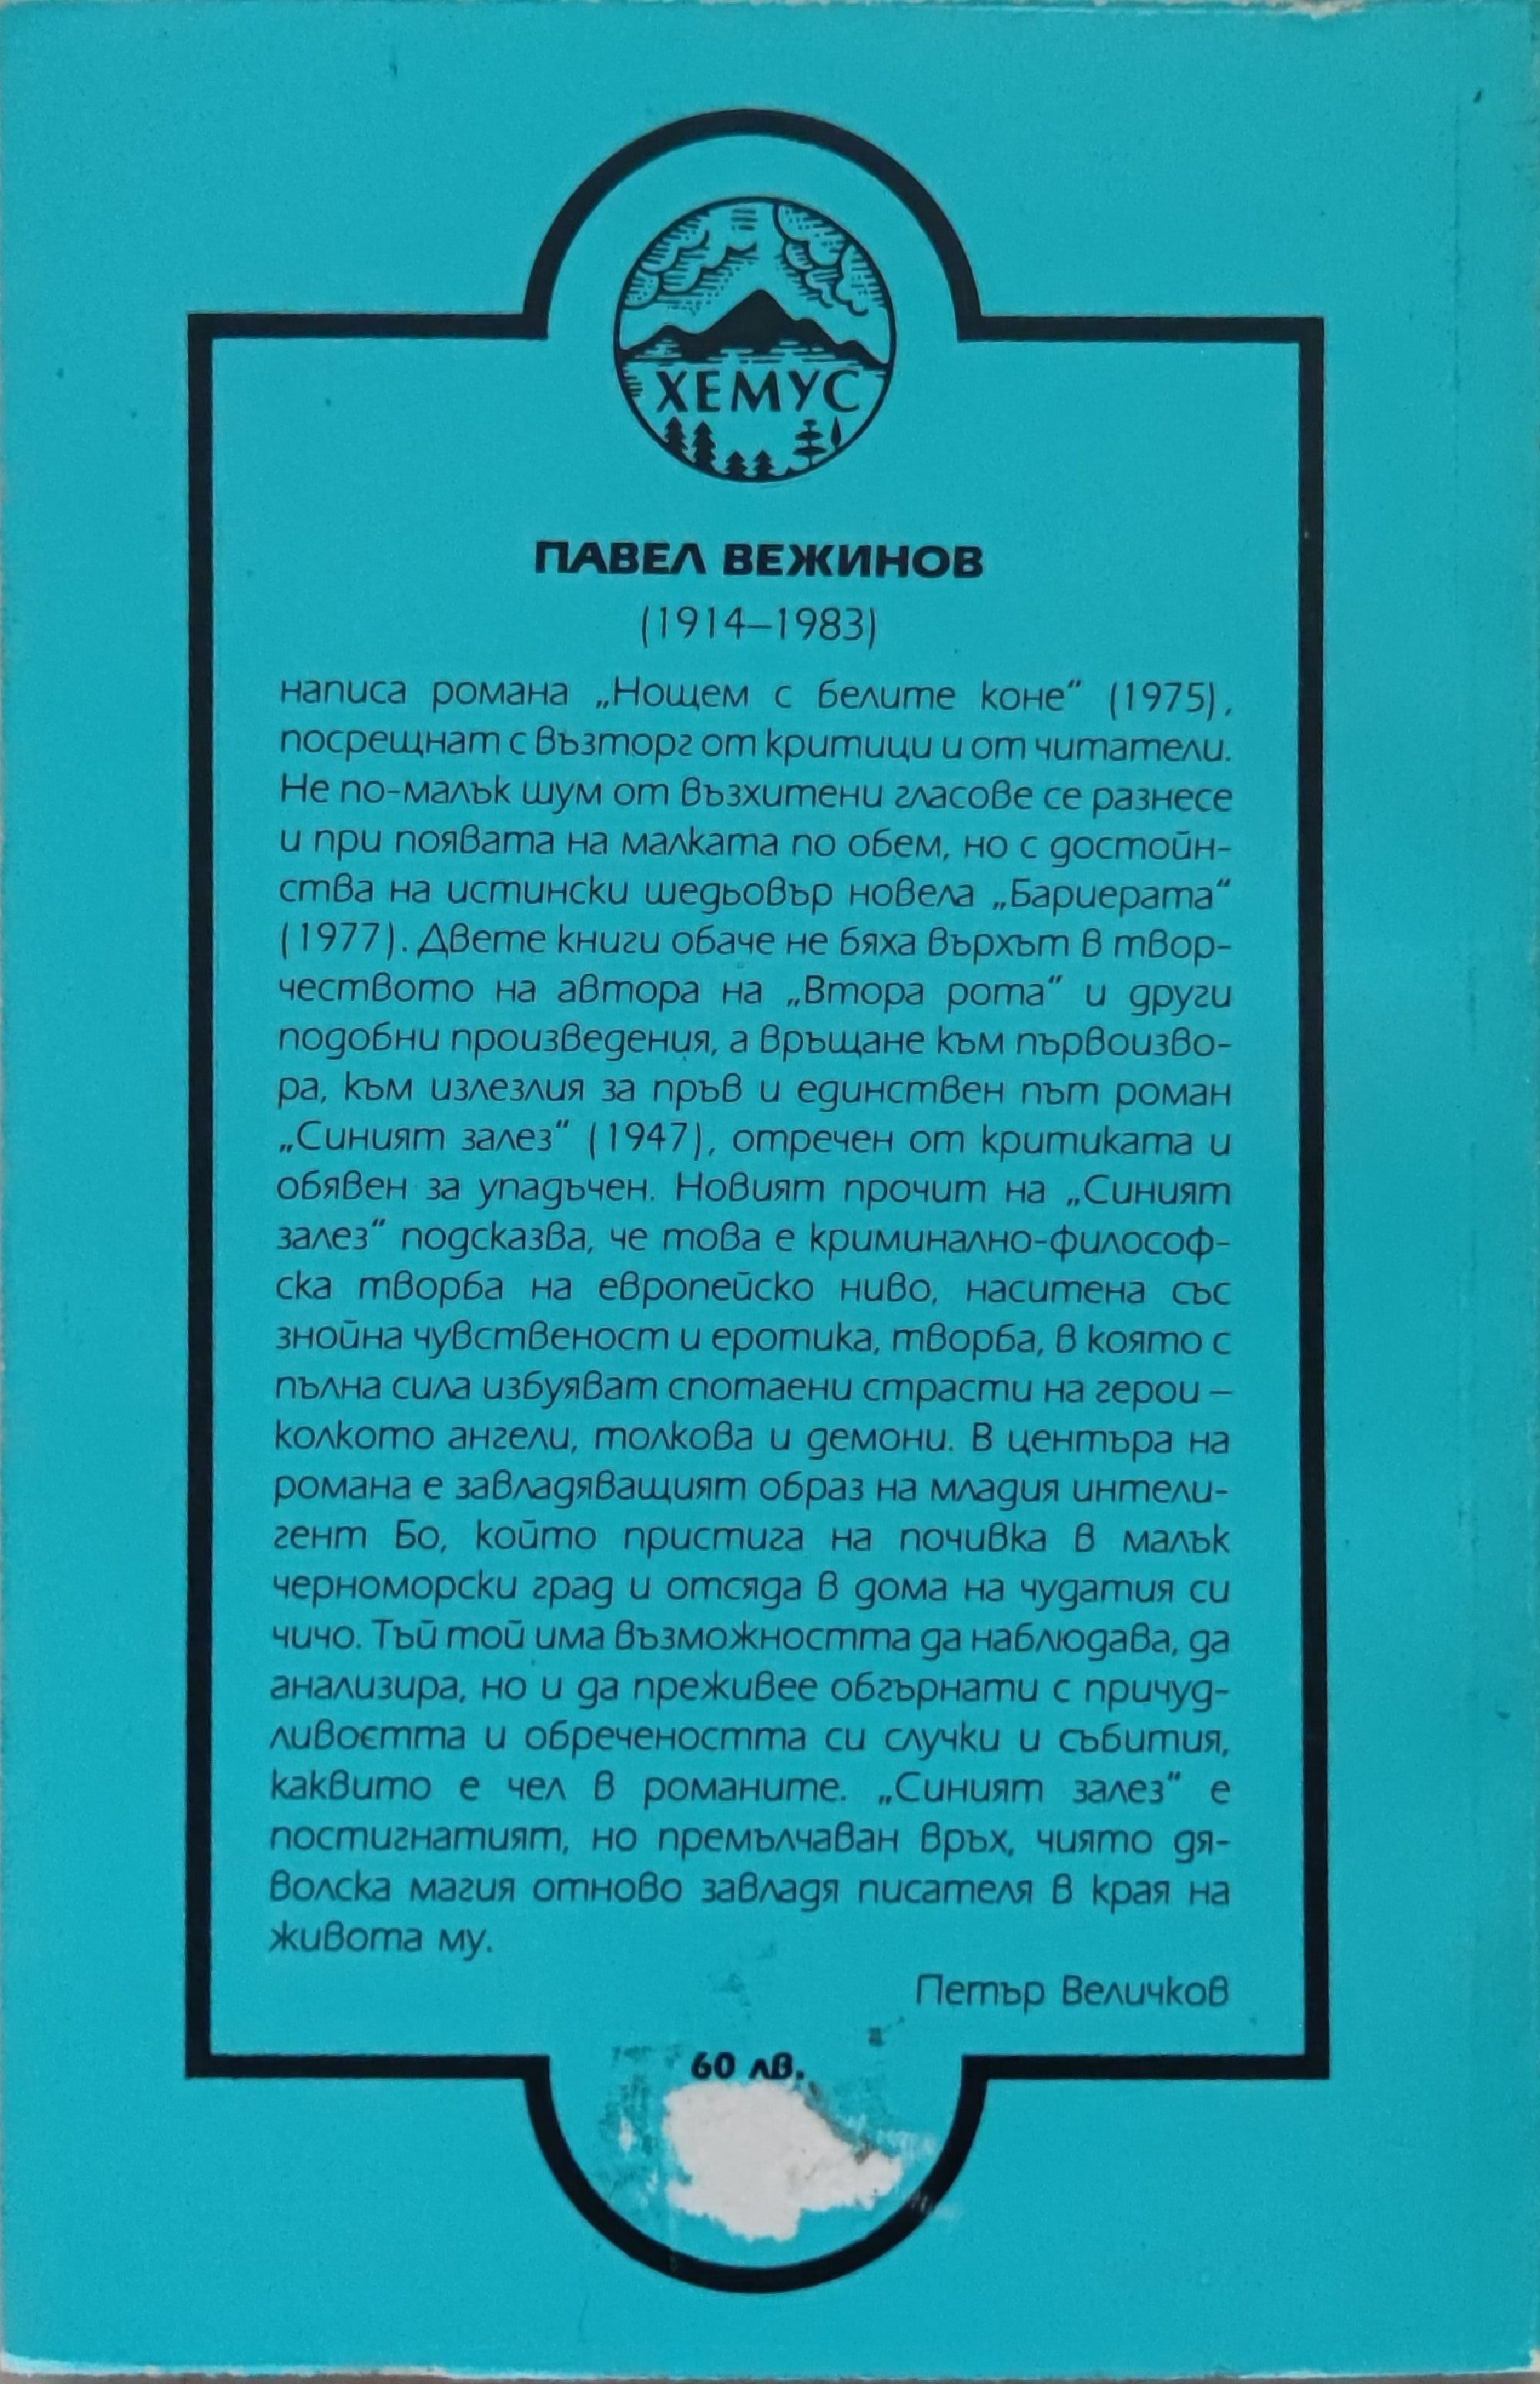 ХЕМУС
ПАВЕЛ ВЕЖИНОВ
(1914–1983)
написа романа „Нощем с белите коне“ (1975),
посрещнат с възторг от критици и от читатели.
Не по-малък шум от възхитени гласове се разнесе
и при появата на малката по обем, но с достойн-
ства на истински шедьовър новела „Бариерата“
(1977). Двете книги обаче не бяха върхът в твор-
чеството на автора на „Втора рота“ и други
подобни произведения, а връщане към първоизво-
ра, към излезлия за пръв и единствен път роман
„Синият залез“ (1947), отречен от критиката и
обявен за упадъчен. Новият прочит на „Синият
залез“ подсказва, че това е криминално-философ-
ска творба на европейско ниво, наситена със
знойна чувственост и еротика, творба, в която с
пълна сила избуяват спотаени страсти на герои –
колкото ангели, толкова и демони. В центъра на
романа е завладяващият образ на младия интели-
гент Бо, който пристига на почивка в малък
черноморски град и отсяда в дома на чудатия си
чичо. Тъй той има възможността да наблюдава, да
анализира, но и да преживее обгърнати с причуд-
ливостта и обречеността си случки и събития,
каквито е чел в романите. „Синият залез“ е
постигнатият, но премълчаван връх, чиято дя-
волска магия отново завладя писателя в края на
живота му.
Петър Величков
60 лв.